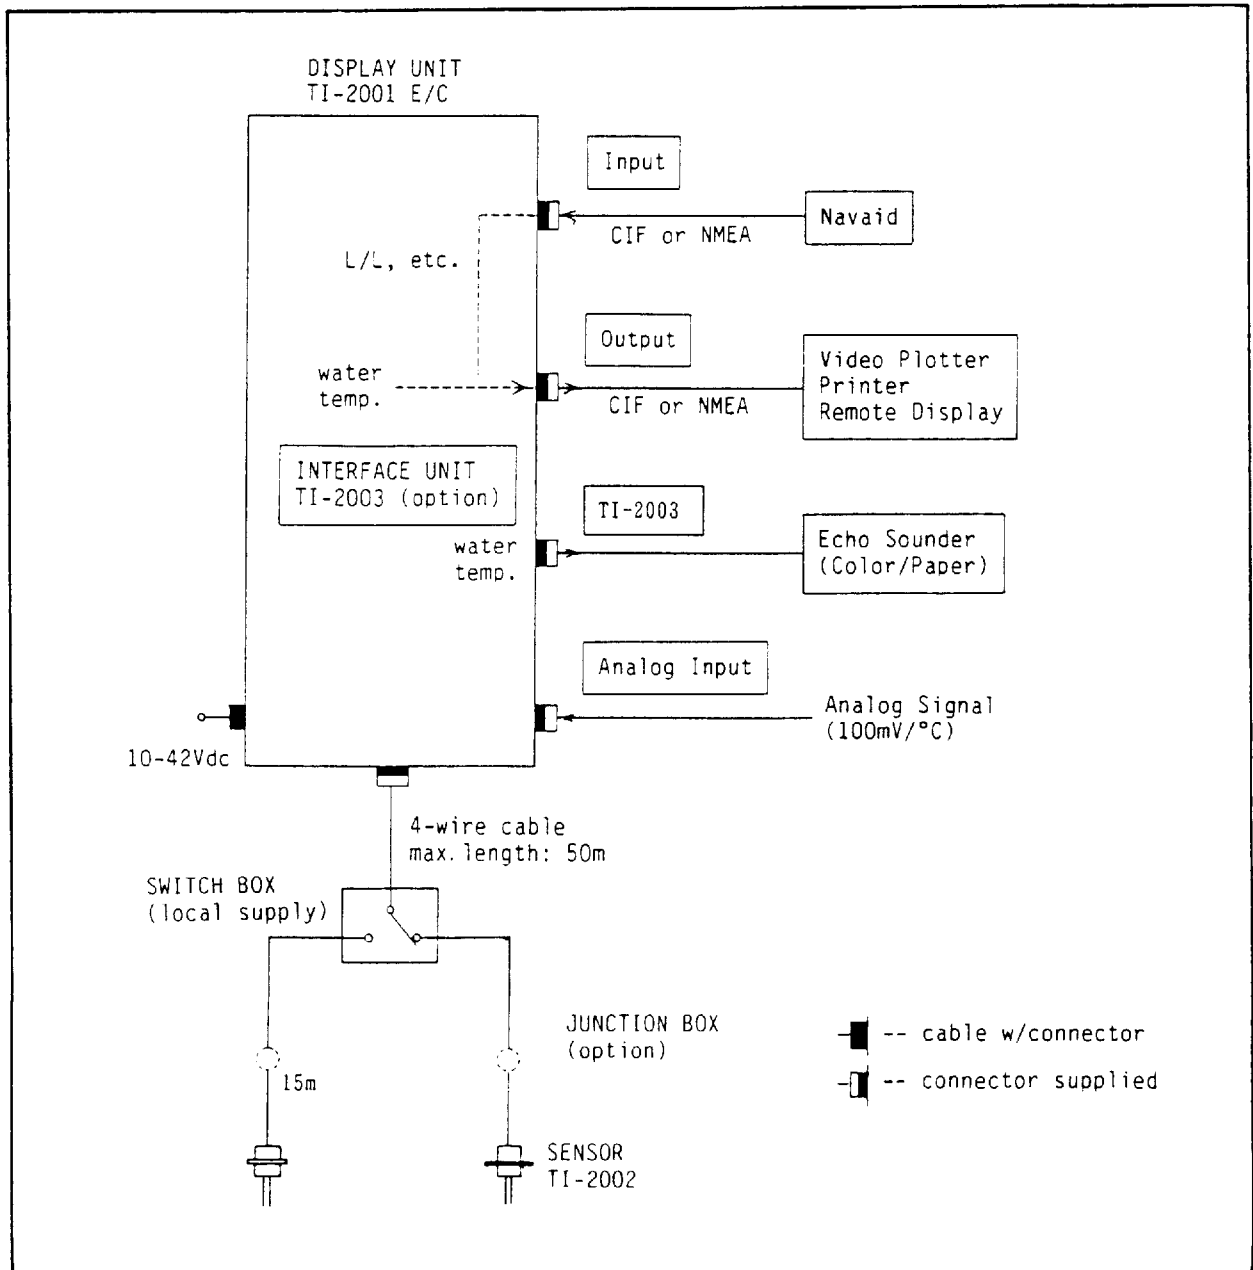 DISPLAY UNIT
TI-2001 E/C
Input
Navaid
CIF or NMEA
L/L, etc.
Output
Video Plotter
Printer
Remote Display
water
temp.
CIF or NMEA
INTERFACE UNIT
TI-2003 (option)
TI-2003
water
temp.
Echo Sounder
(Color/Paper)
Analog Input
Analog Signal
(100mV/°C)
10-42Vdc
4-wire cable
max.length: 50m
SWITCH BOX
(local supply)
JUNCTION BOX
(option)
15m
-- cable w/connector
-- connector supplied
SENSOR
TI-2002